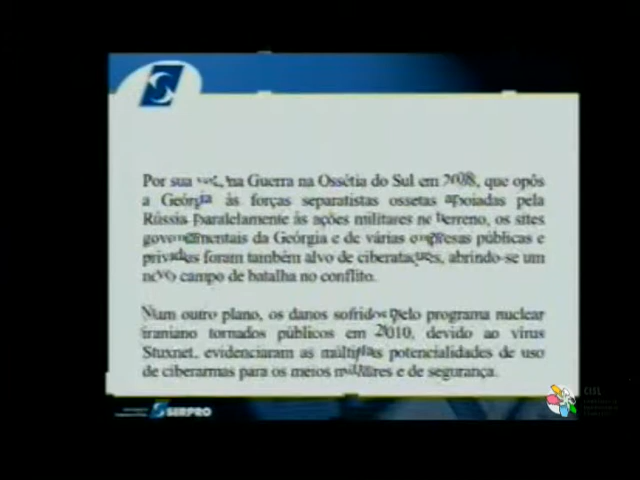 Por sua vez, na Guerra na Ossétia do Sul em 2008, que opôs
a Geórgia às forças separatistas ossetas apoiadas pela
Rússia paralelamente às ações militares no terreno, os sites
governamentais da Geórgia e de várias empresas públicas e
privadas foram também alvo de ciberataques, abrindo-se um
novo campo de batalha no conflito.
Num outro plano, os danos sofridos pelo programa nuclear
iraniano tornados públicos em 2010, devido ao vírus
Stuxnet, evidenciaram as múltiplas potencialidades de uso
de ciberarmas para os meios militares e de segurança.
SERPRO